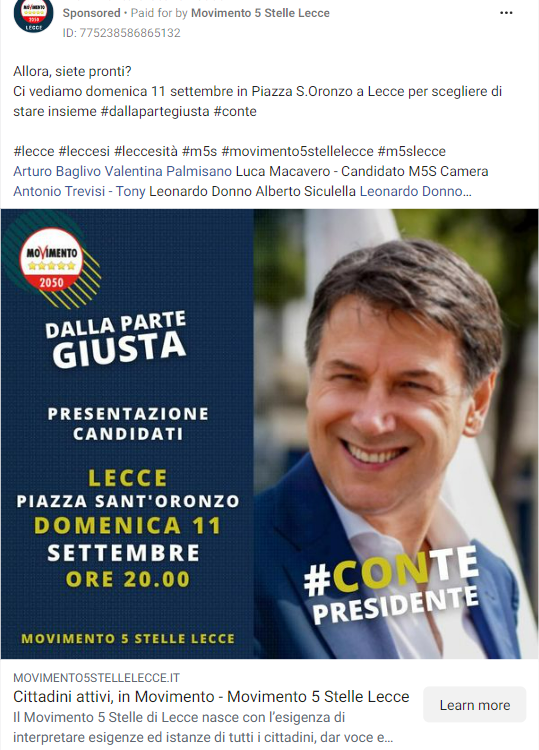 Sponsored • Paid for by Movimento 5 Stelle Lecce
ID: 775238586865132
Allora, siete pronti?
Ci vediamo domenica 11 settembre in Piazza S.Oronzo a Lecce per scegliere di
stare insieme #dallapartegiusta #conte
#lecce #leccesi #leccesità #m5s #movimento5stellelecce #m5slecce
Arturo Baglivo Valentina Palmisano Luca Macavero - Candidato M5S Camera
Antonio Trevisi - Tony Leonardo Donno Alberto Siculella Leonardo Donno...
MOVIMENTO
2050
DALLA PARTE
GIUSTA
PRESENTAZIONE
CANDIDATI
LECCE
PIAZZA SANT'ORONZO
DOMENICA 11
SETTEMBRE
ORE 20.00
MOVIMENTO 5 STELLE LECCE
#CONTE
PRESIDENTE
MOVIMENTO5STELLELECCE.IT
Cittadini attivi, in Movimento - Movimento 5 Stelle Lecce
Il Movimento 5 Stelle di Lecce nasce con l'esigenza di
interpretare esigenze ed istanze di tutti i cittadini, dar voce e...
Learn more